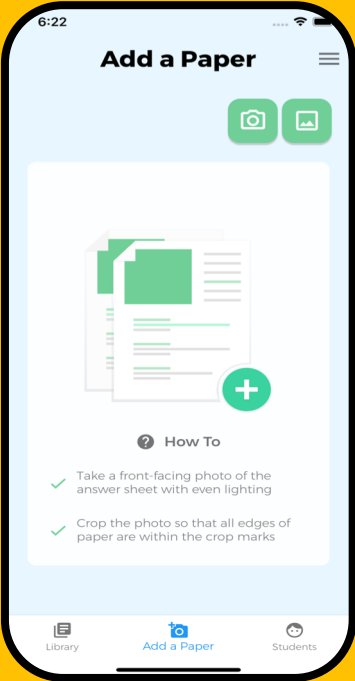 6:22
Add a Paper
How To
Take a front-facing photo of the
answer sheet with even lighting
Crop the photo so that all edges of
paper are within the crop marks
Library
Add a Paper
Students